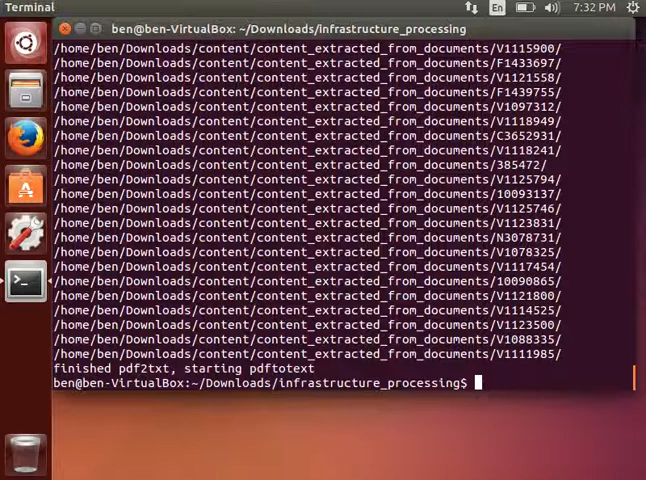 Terminal
En
7:32 PM
ben@ben-VirtualBox: ~/Downloads/infrastructure_processing
/home/ben/Downloads/content/content_extracted_from_documents/V1115900/
/home/ben/Downloads/content/content_extracted_from_documents/F1433697/
/home/ben/Downloads/content/content_extracted_from_documents/V1121558/
/home/ben/Downloads/content/content_extracted_from_documents/F1439755/
/home/ben/Downloads/content/content_extracted_from_documents/V1097312/
/home/ben/Downloads/content/content_extracted_from_documents/V1118949/
/home/ben/Downloads/content/content_extracted_from_documents/C3652931/
/home/ben/Downloads/content/content_extracted_from_documents/V1118241/
/home/ben/Downloads/content/content_extracted_from_documents/385472/
/home/ben/Downloads/content/content_extracted_from_documents/V1125794/
/home/ben/Downloads/content/content_extracted_from_documents/10093137/
/home/ben/Downloads/content/content_extracted_from_documents/V1125746/
/home/ben/Downloads/content/content_extracted_from_documents/V1123831/
/home/ben/Downloads/content/content_extracted_from_documents/N3078731/
/home/ben/Downloads/content/content_extracted_from_documents/V1078325/
/home/ben/Downloads/content/content_extracted_from_documents/V1117454/
/home/ben/Downloads/content/content_extracted_from_documents/10090865/
/home/ben/Downloads/content/content_extracted_from_documents/V1121800/
/home/ben/Downloads/content/content_extracted_from_documents/V1114525/
/home/ben/Downloads/content/content_extracted_from_documents/V1123500/
/home/ben/Downloads/content/content_extracted_from_documents/V1088335/
/home/ben/Downloads/content/content_extracted_from_documents/V1111985/
finished pdf2txt, starting pdftotext
ben@ben-VirtualBox:~/Downloads/infrastructure_processing$